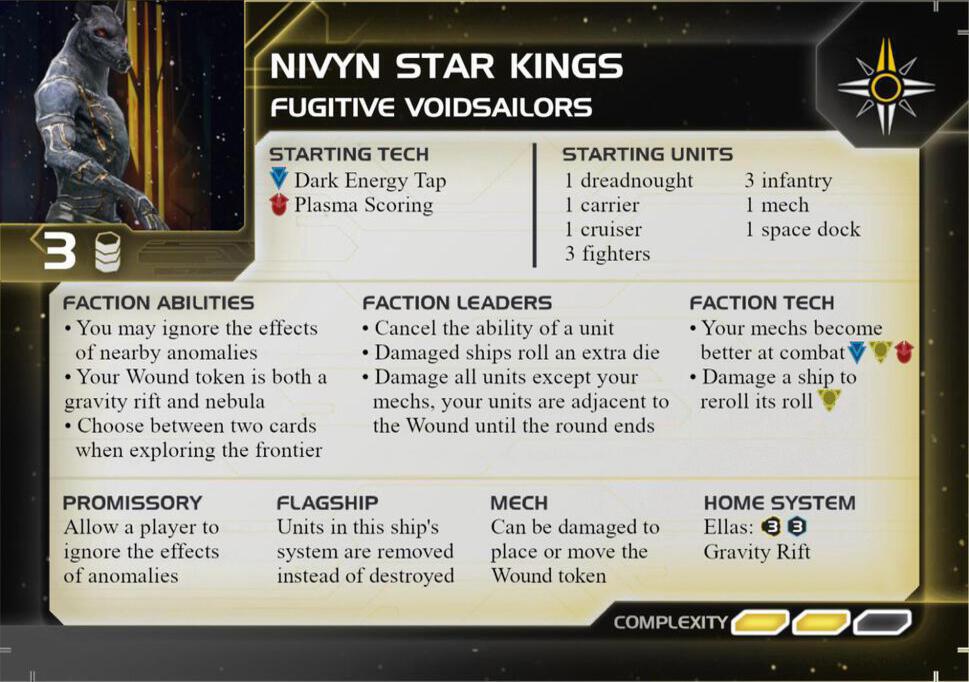 NIVYN STAR KINGS
FUGITIVE VOIDSAILORS
STARTING TECH
Dark Energy Tap
Plasma Scoring
STARTING UNITS
1 dreadnought
1 carrier
1 cruiser
3 fighters
3 infantry
1 mech
1 space dock
3
FACTION ABILITIES
• You may ignore the effects
of nearby anomalies
• Your Wound token is both a
gravity rift and nebula
• Choose between two cards
when exploring the frontier
FACTION LEADERS
• Cancel the ability of a unit
• Damaged ships roll an extra die
• Damage all units except your
mechs, your units are adjacent to
the Wound until the round ends
FACTION TECH
• Your mechs become
better at combat
• Damage a ship to
reroll its roll
PROMISSORY
Allow a player to
ignore the effects
of anomalies
FLAGSHIP
Units in this ship's
system are removed
instead of destroyed
MECH
Can be damaged to
place or move the
Wound token
HOME SYSTEM
Ellas: 3 3
Gravity Rift
COMPLEXITY